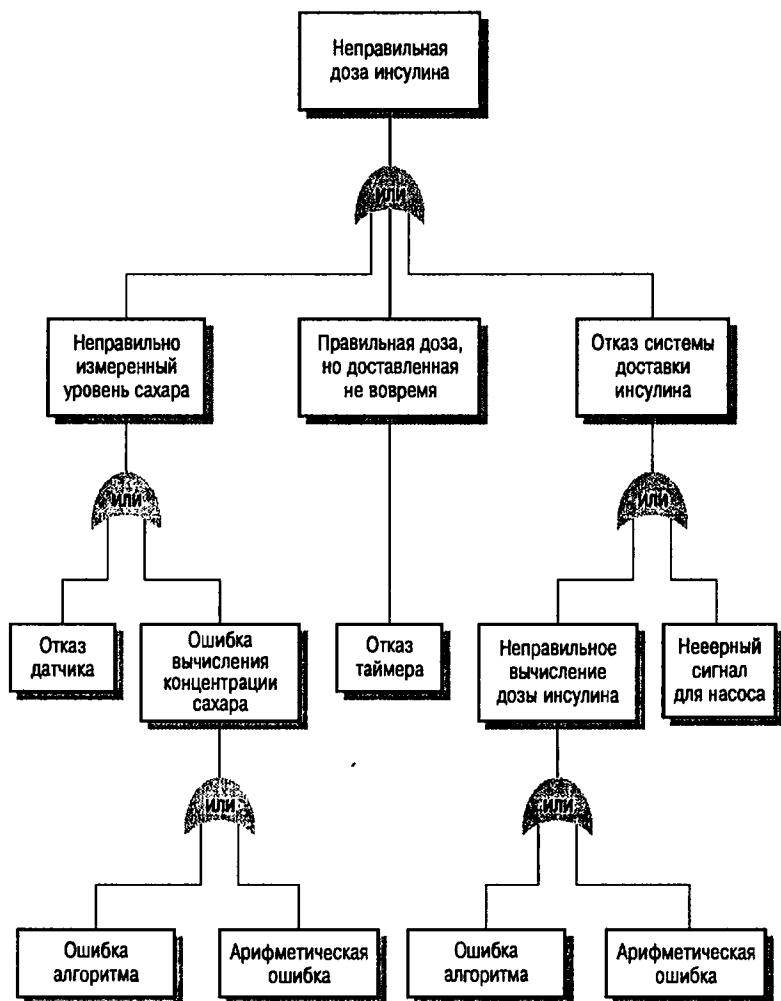 Неправильная
доза инсулина
ИЛИ
Неправильно
измеренный
уровень сахара
Правильная доза,
но доставленная
не вовремя
Отказ системы
доставки
инсулина
ИЛИ
ИЛИ
Отказ
датчика
Ошибка
вычисления
концентрации
сахара
Отказ
таймера
Неправильное
вычисление
дозы инсулина
Неверный
сигнал
для насоса
ИЛИ
ИЛИ
Ошибка
алгоритма
Арифметическая
ошибка
Ошибка
алгоритма
Арифметическая
ошибка